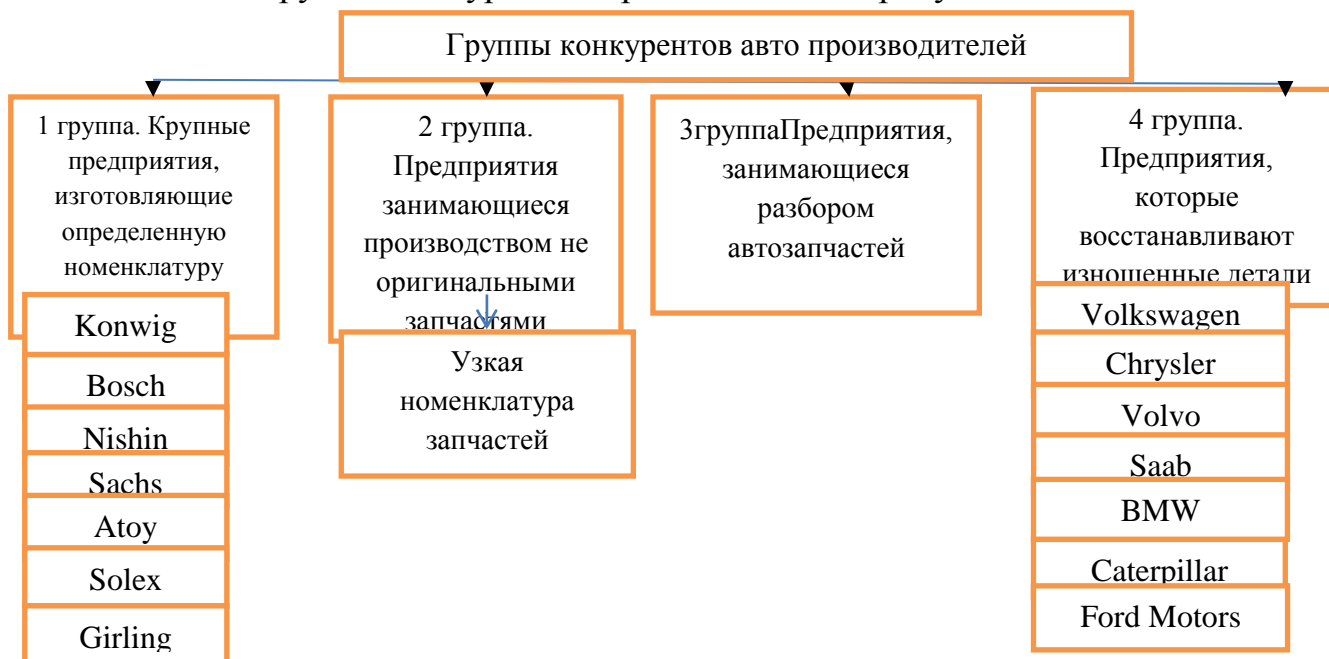 Группы конкурентов авто производителей
1 группа. Крупные
предприятия,
изготовляющие
определенную
номенклатуру
Konwig
Bosch
Nishin
Sachs
Atoy
Solex
Girling
2 группа.
Предприятия
занимающиеся
производством не
оригинальными
запчастями
Узкая
номенклатура
запчастей
3группаПредприятия,
занимающиеся
разбором
автозапчастей
4 группа.
Предприятия,
которые
восстанавливают
изношенные детали
Volkswagen
Chrysler
Volvo
Saab
BMW
Caterpillar
Ford Motors